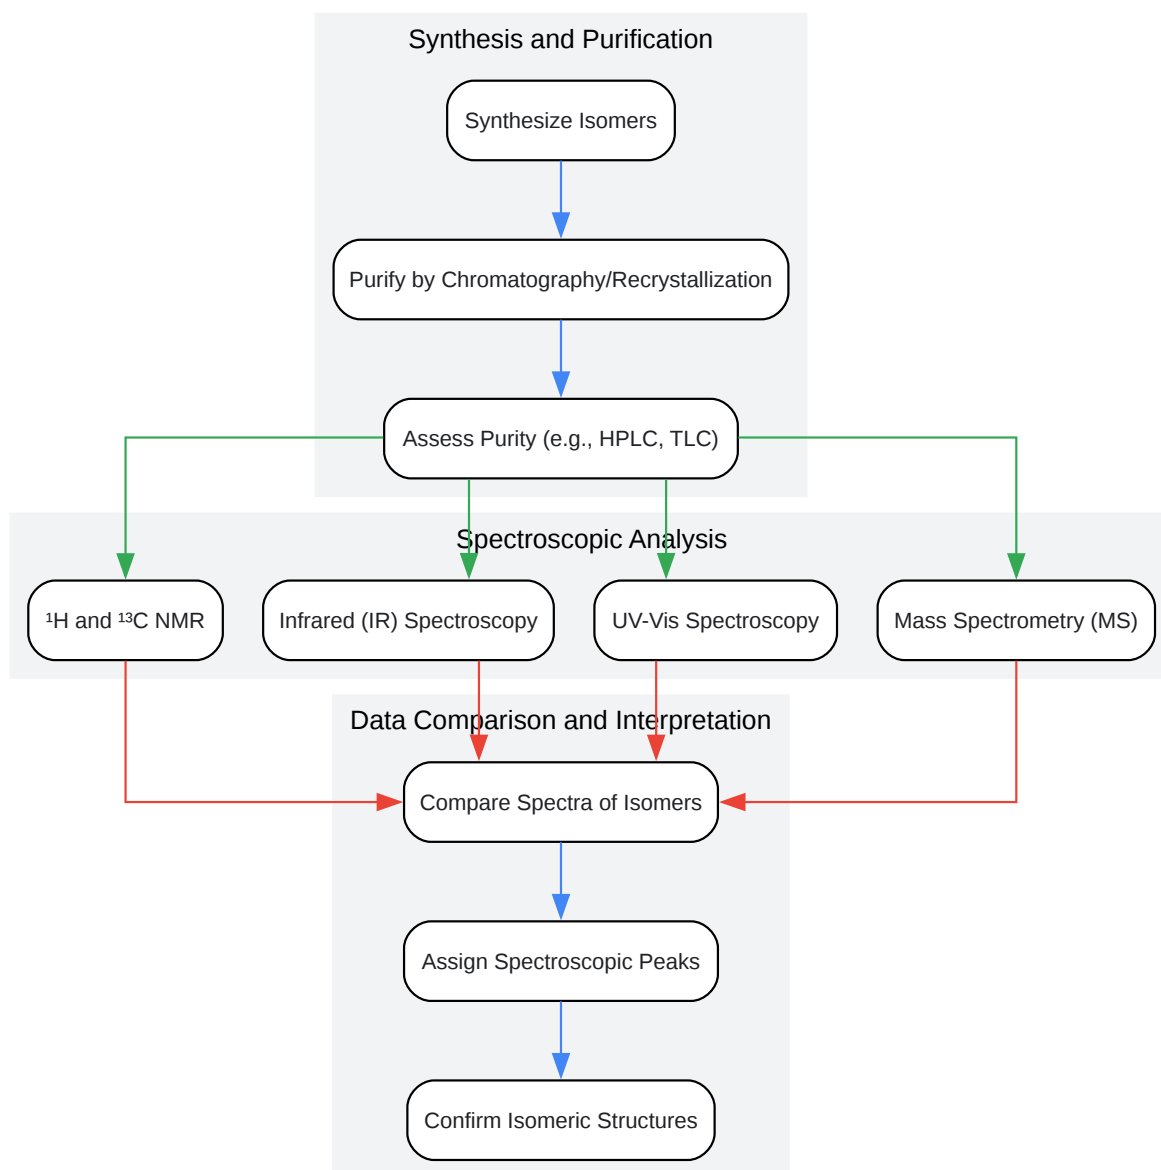 Synthesis and Purification
Synthesize Isomers
Purify by Chromatography/Recrystallization
Assess Purity (e.g., HPLC, TLC)
Spectroscopic Analysis
¹H and ¹³C NMR
Infrared (IR) Spectroscopy
UV-Vis Spectroscopy
Mass Spectrometry (MS)
Data Comparison and Interpretation
Compare Spectra of Isomers
Assign Spectroscopic Peaks
Confirm Isomeric Structures